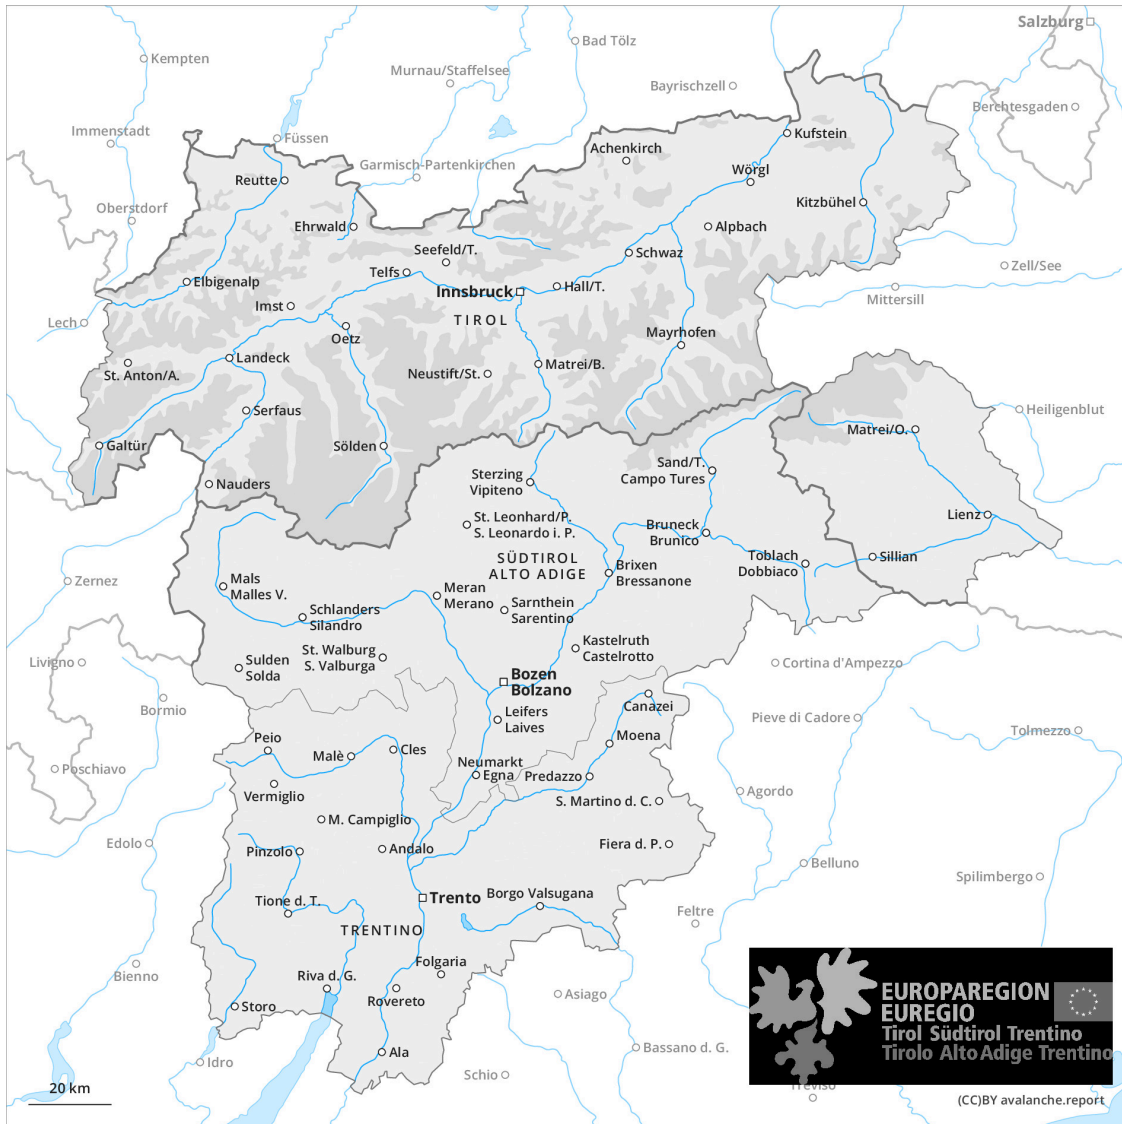 Salzburg
Bad Tölz
Kempten
Murnau/Staffelsee
Bayrischzell
Berchtesgaden
Immenstadt
Füssen
Kufstein
Achenkirch
Garmisch-Partenkirchen
Wörgl
Reutte
Oberstdorf
Kitzbühel
Ehrwald
Alpbach
Seefeld/T.
Schwaz
Telfs
Zell/See
Elbigenalp
Hall/T.
Innsbruck
Mittersill
Imst
TIROL
Lech
Mayrhofen
Oetz
Landeck
Matrei/B.
St. Anton/A.
Neustift/St.
Serfaus
Heiligenblut
Matrei/O.
Galtür
Sölden
Sand/T.
Campo Tures
Sterzing
Vipiteno
Nauders
St. Leonhard/P.
S. Leonardo i. P.
Lienz
Bruneck
Brunico
SÜDTIROL
ALTO ADIGE
Toblach
Dobbiaco
Sillian
Brixen
Bressanone
Zernez
Mals
Malles V.
Meran
Merano
Sarnthein
Sarentino
Schlanders
Silandro
Kastelruth
Castelrotto
St. Walburg
S. Valburga
Livigno
Sulden
Solda
Cortina d'Ampezzo
Bozen
Bolzano
Canazei
Bormio
Leifers
Laives
Pieve di Cadore
Tolmezzo
Moena
Peio
Cles
Malè
Neumarkt
Egna
Predazzo
Poschiavo
Vermiglio
Agordo
S. Martino d. C.
M. Campiglio
Edolo
Fiera d. P.
Pinzolo
Andalo
Belluno
Spilimbergo
Trento
Borgo Valsugana
Tione d. T.
Feltre
TRENTINO
Folgaria
Bienno
Riva d. G.
Rovereto
Asiago
Storo
EUROPAREGION
EUREGIO
Tirol Südtirol Trentino
Tirolo Alto Adige Trentino
Bassano d. G.
Ala
Idro
Schio
Treviso
20 km
(CC)BY avalanche.report